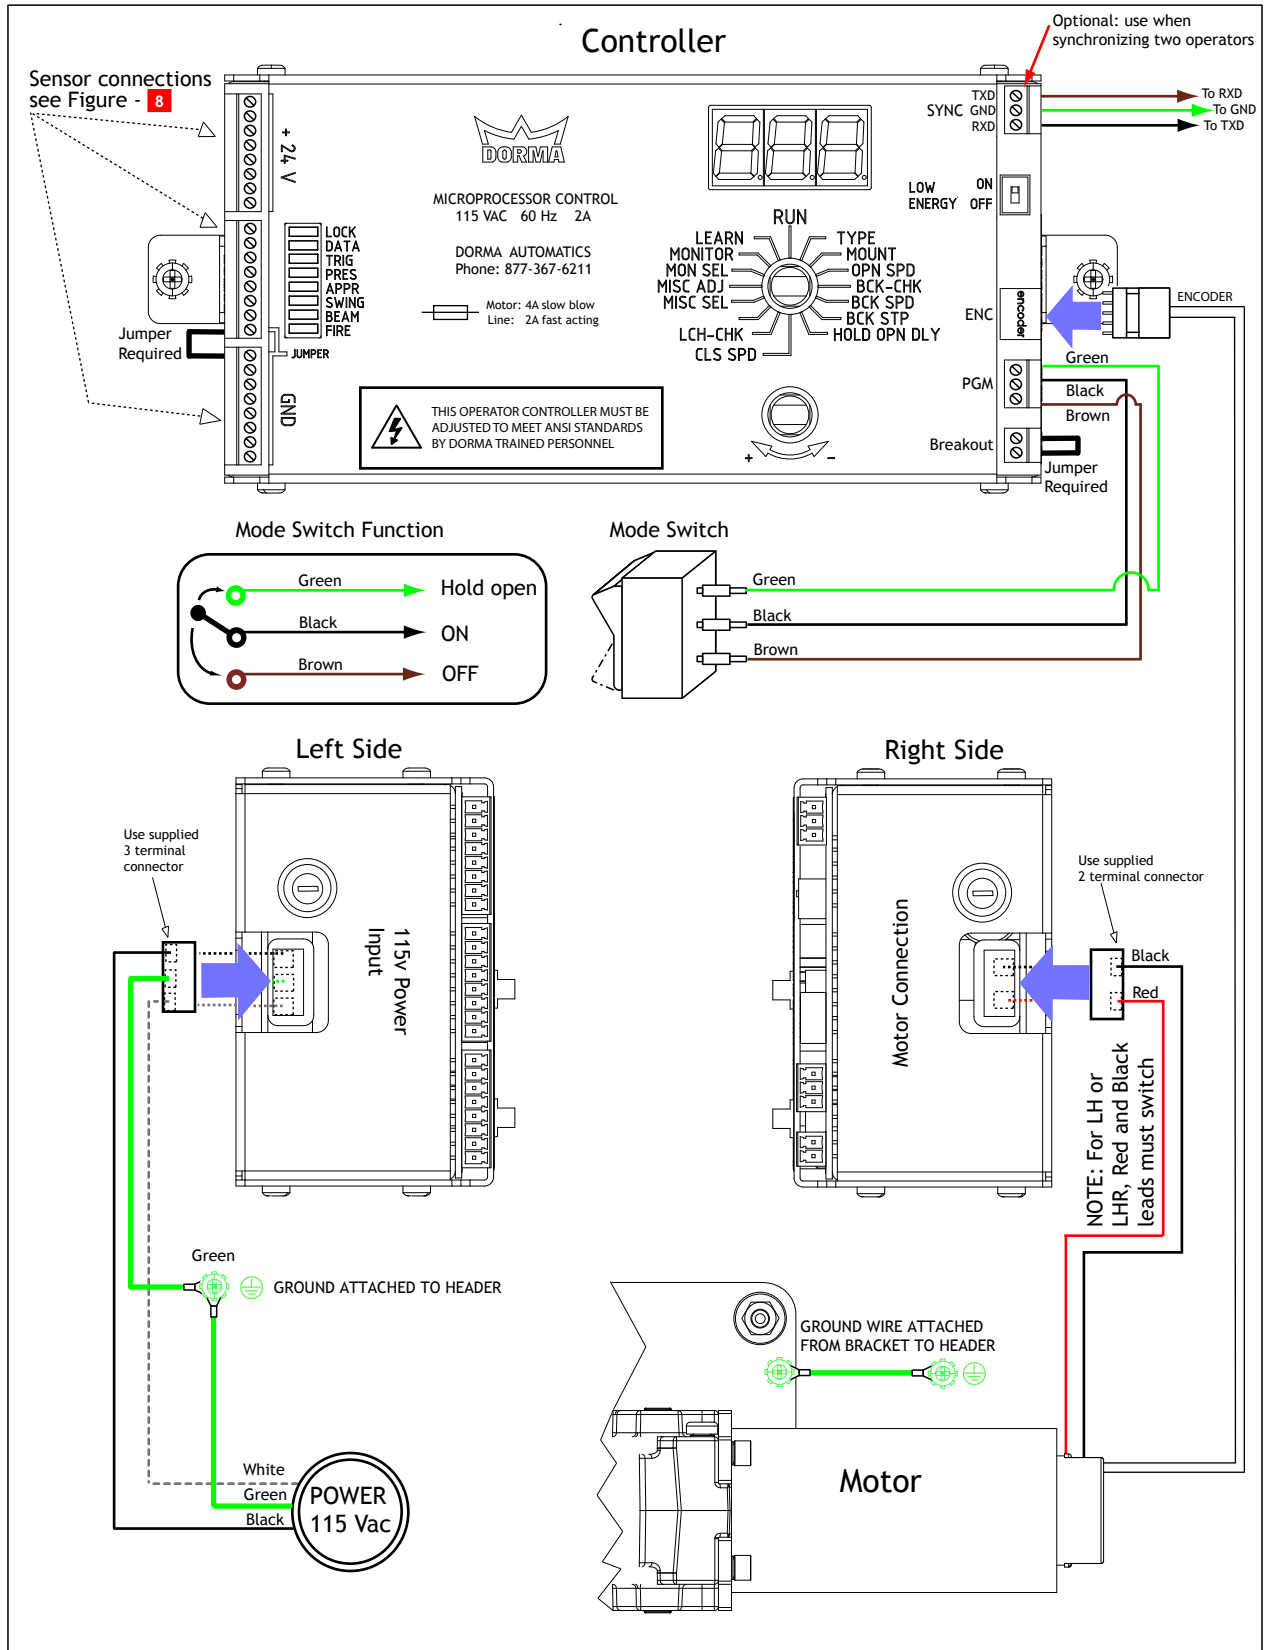 Controller
Optional: use when
synchronizing two operators
Sensor connections
see Figure - 8
+ 24 V
DORMA
MICROPROCESSOR CONTROL
115 VAC 60 Hz 2A
DORMA AUTOMATICS
Phone: 877-367-6211
Motor: 4A slow blow
Line: 2A fast acting
LOCK
DATA
TRIG
PRES
APPR
SWING
BEAM
FIRE
JUMPER
Jumper
Required
GND
THIS OPERATOR CONTROLLER MUST BE
ADJUSTED TO MEET ANSI STANDARDS
BY DORMA TRAINED PERSONNEL
RUN
LEARN
MONITOR
MON SEL
MISC ADJ
MISC SEL
LCH-CHK
CLS SPD
TYPE
MOUNT
OPN SPD
BCK-CHK
BCK SPD
BCK STP
HOLD OPN DLY
+ -
TXD
SYNC GND
RXD
To RXD
To GND
To TXD
LOW ON
ENERGY OFF
ENC
encoder
ENCODER
PGM
Green
Black
Brown
Breakout
Jumper
Required
Mode Switch Function
Green
Hold open
Black
ON
Brown
OFF
Mode Switch
Green
Black
Brown
Left Side
Use supplied
3 terminal
connector
115v Power
Input
Right Side
Use supplied
2 terminal connector
Motor Connection
Black
Red
NOTE: For LH or
LHR, Red and Black
leads must switch
Green
GROUND ATTACHED TO HEADER
GROUND WIRE ATTACHED
FROM BRACKET TO HEADER
White
Green
Black
POWER
115 Vac
Motor